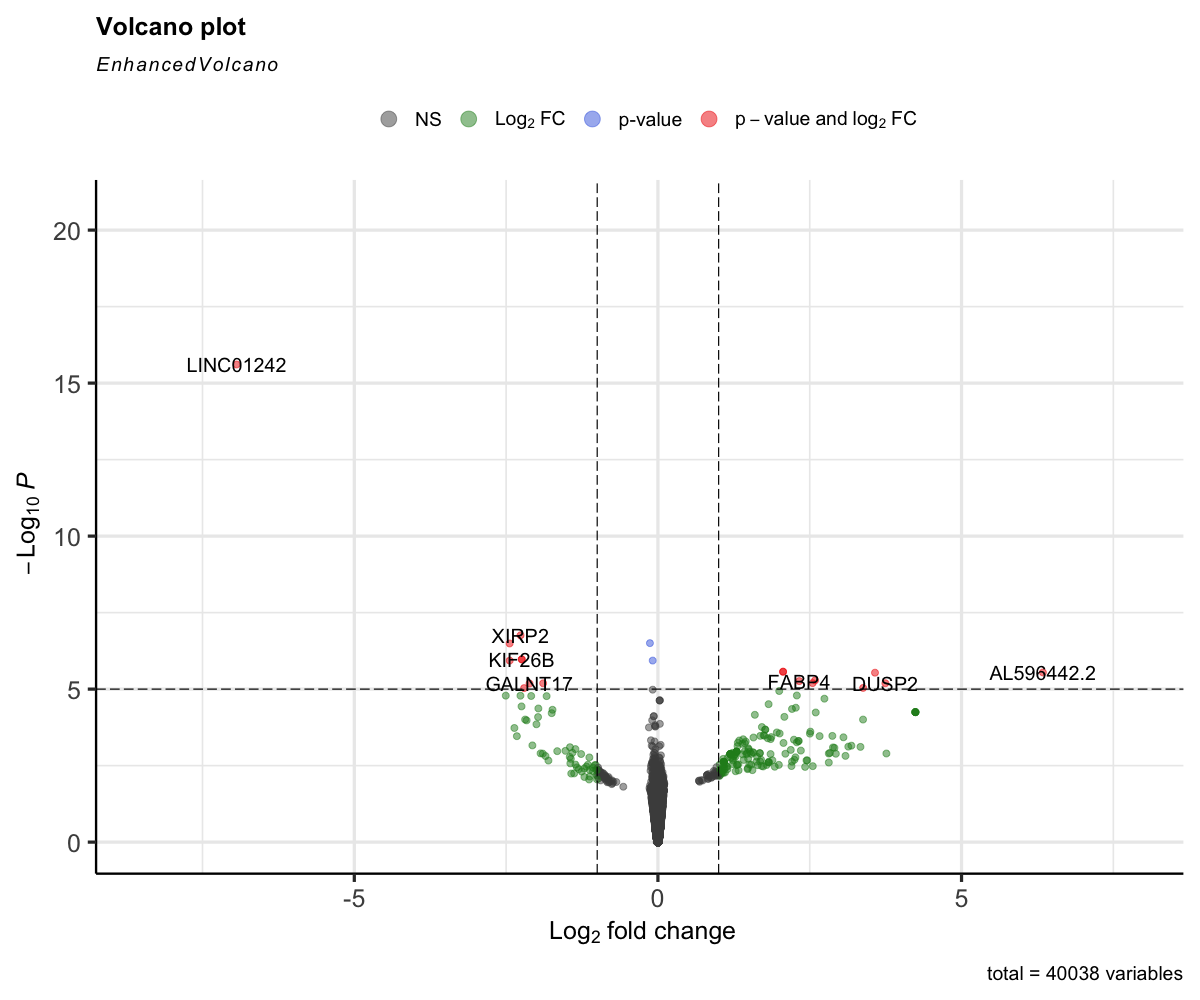 Volcano plot
EnhancedVolcano
NS Log2 FC p-value p – value and log2 FC
20
15
10
5
0
−Log10 P
LINC01242
XIRP2
KIF26B
GALNT17
FABP4
DUSP2
AL596442.2
-5 0 5
Log2 fold change
total = 40038 variables